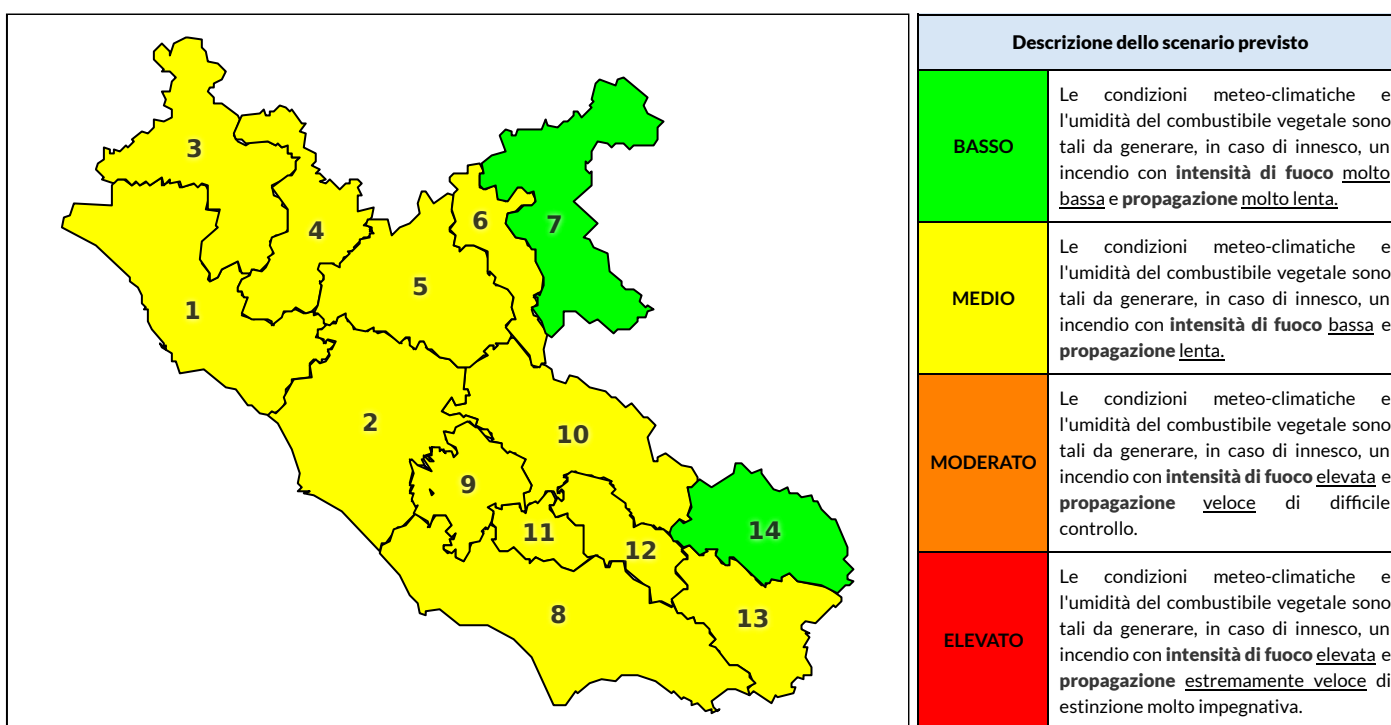 3
4
6
7
5
1
2
10
9
11
12
14
8
13
Descrizione dello scenario previsto
BASSO
Le condizioni meteo-climatiche e
l'umidità del combustibile vegetale sono
tali da generare, in caso di innesco, un
incendio con intensità di fuoco molto
bassa e propagazione molto lenta.
MEDIO
Le condizioni meteo-climatiche e
l'umidità del combustibile vegetale sono
tali da generare, in caso di innesco, un
incendio con intensità di fuoco bassa e
propagazione lenta.
MODERATO
Le condizioni meteo-climatiche e
l'umidità del combustibile vegetale sono
tali da generare, in caso di innesco, un
incendio con intensità di fuoco elevata e
propagazione veloce di difficile
controllo.
ELEVATO
Le condizioni meteo-climatiche e
l'umidità del combustibile vegetale sono
tali da generare, in caso di innesco, un
incendio con intensità di fuoco elevata e
propagazione estremamente veloce di
estinzione molto impegnativa.